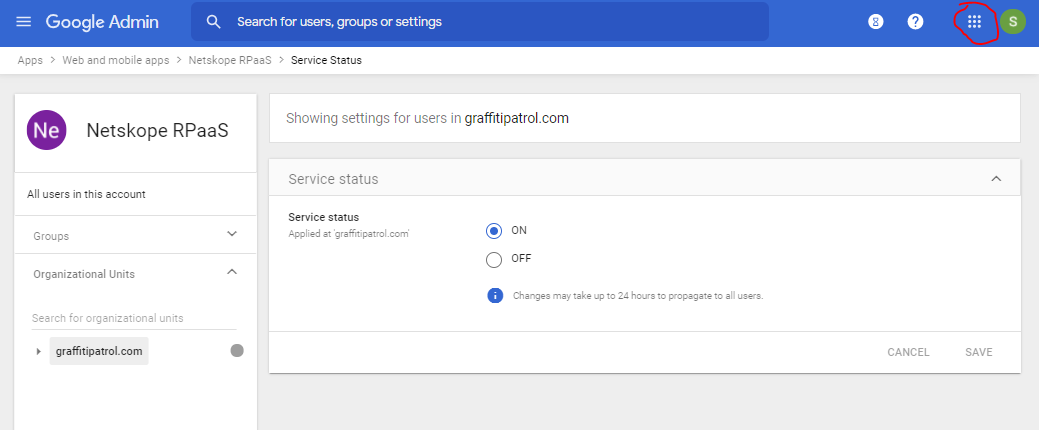 Google Admin
Search for users, groups or settings
?
S
Apps > Web and mobile apps > Netskope RPaaS > Service Status
Ne
Netskope RPaaS
All users in this account
Groups
Organizational Units
Search for organizational units
graffitipatrol.com
Showing settings for users in graffitipatrol.com
Service status
Service status
Applied at 'graffitipatrol.com'
ON
OFF
i
Changes may take up to 24 hours to propagate to all users.
CANCEL SAVE